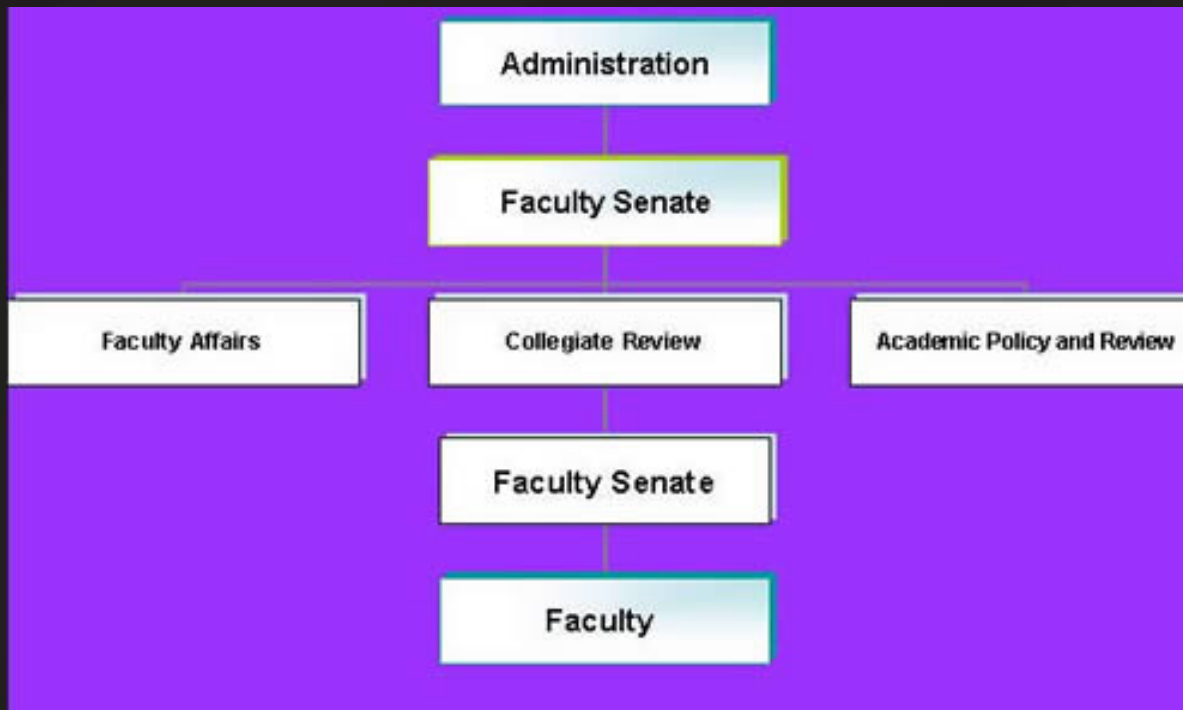 Administration
Faculty Senate
Faculty Affairs
Collegiate Review
Academic Policy and Review
Faculty Senate
Faculty